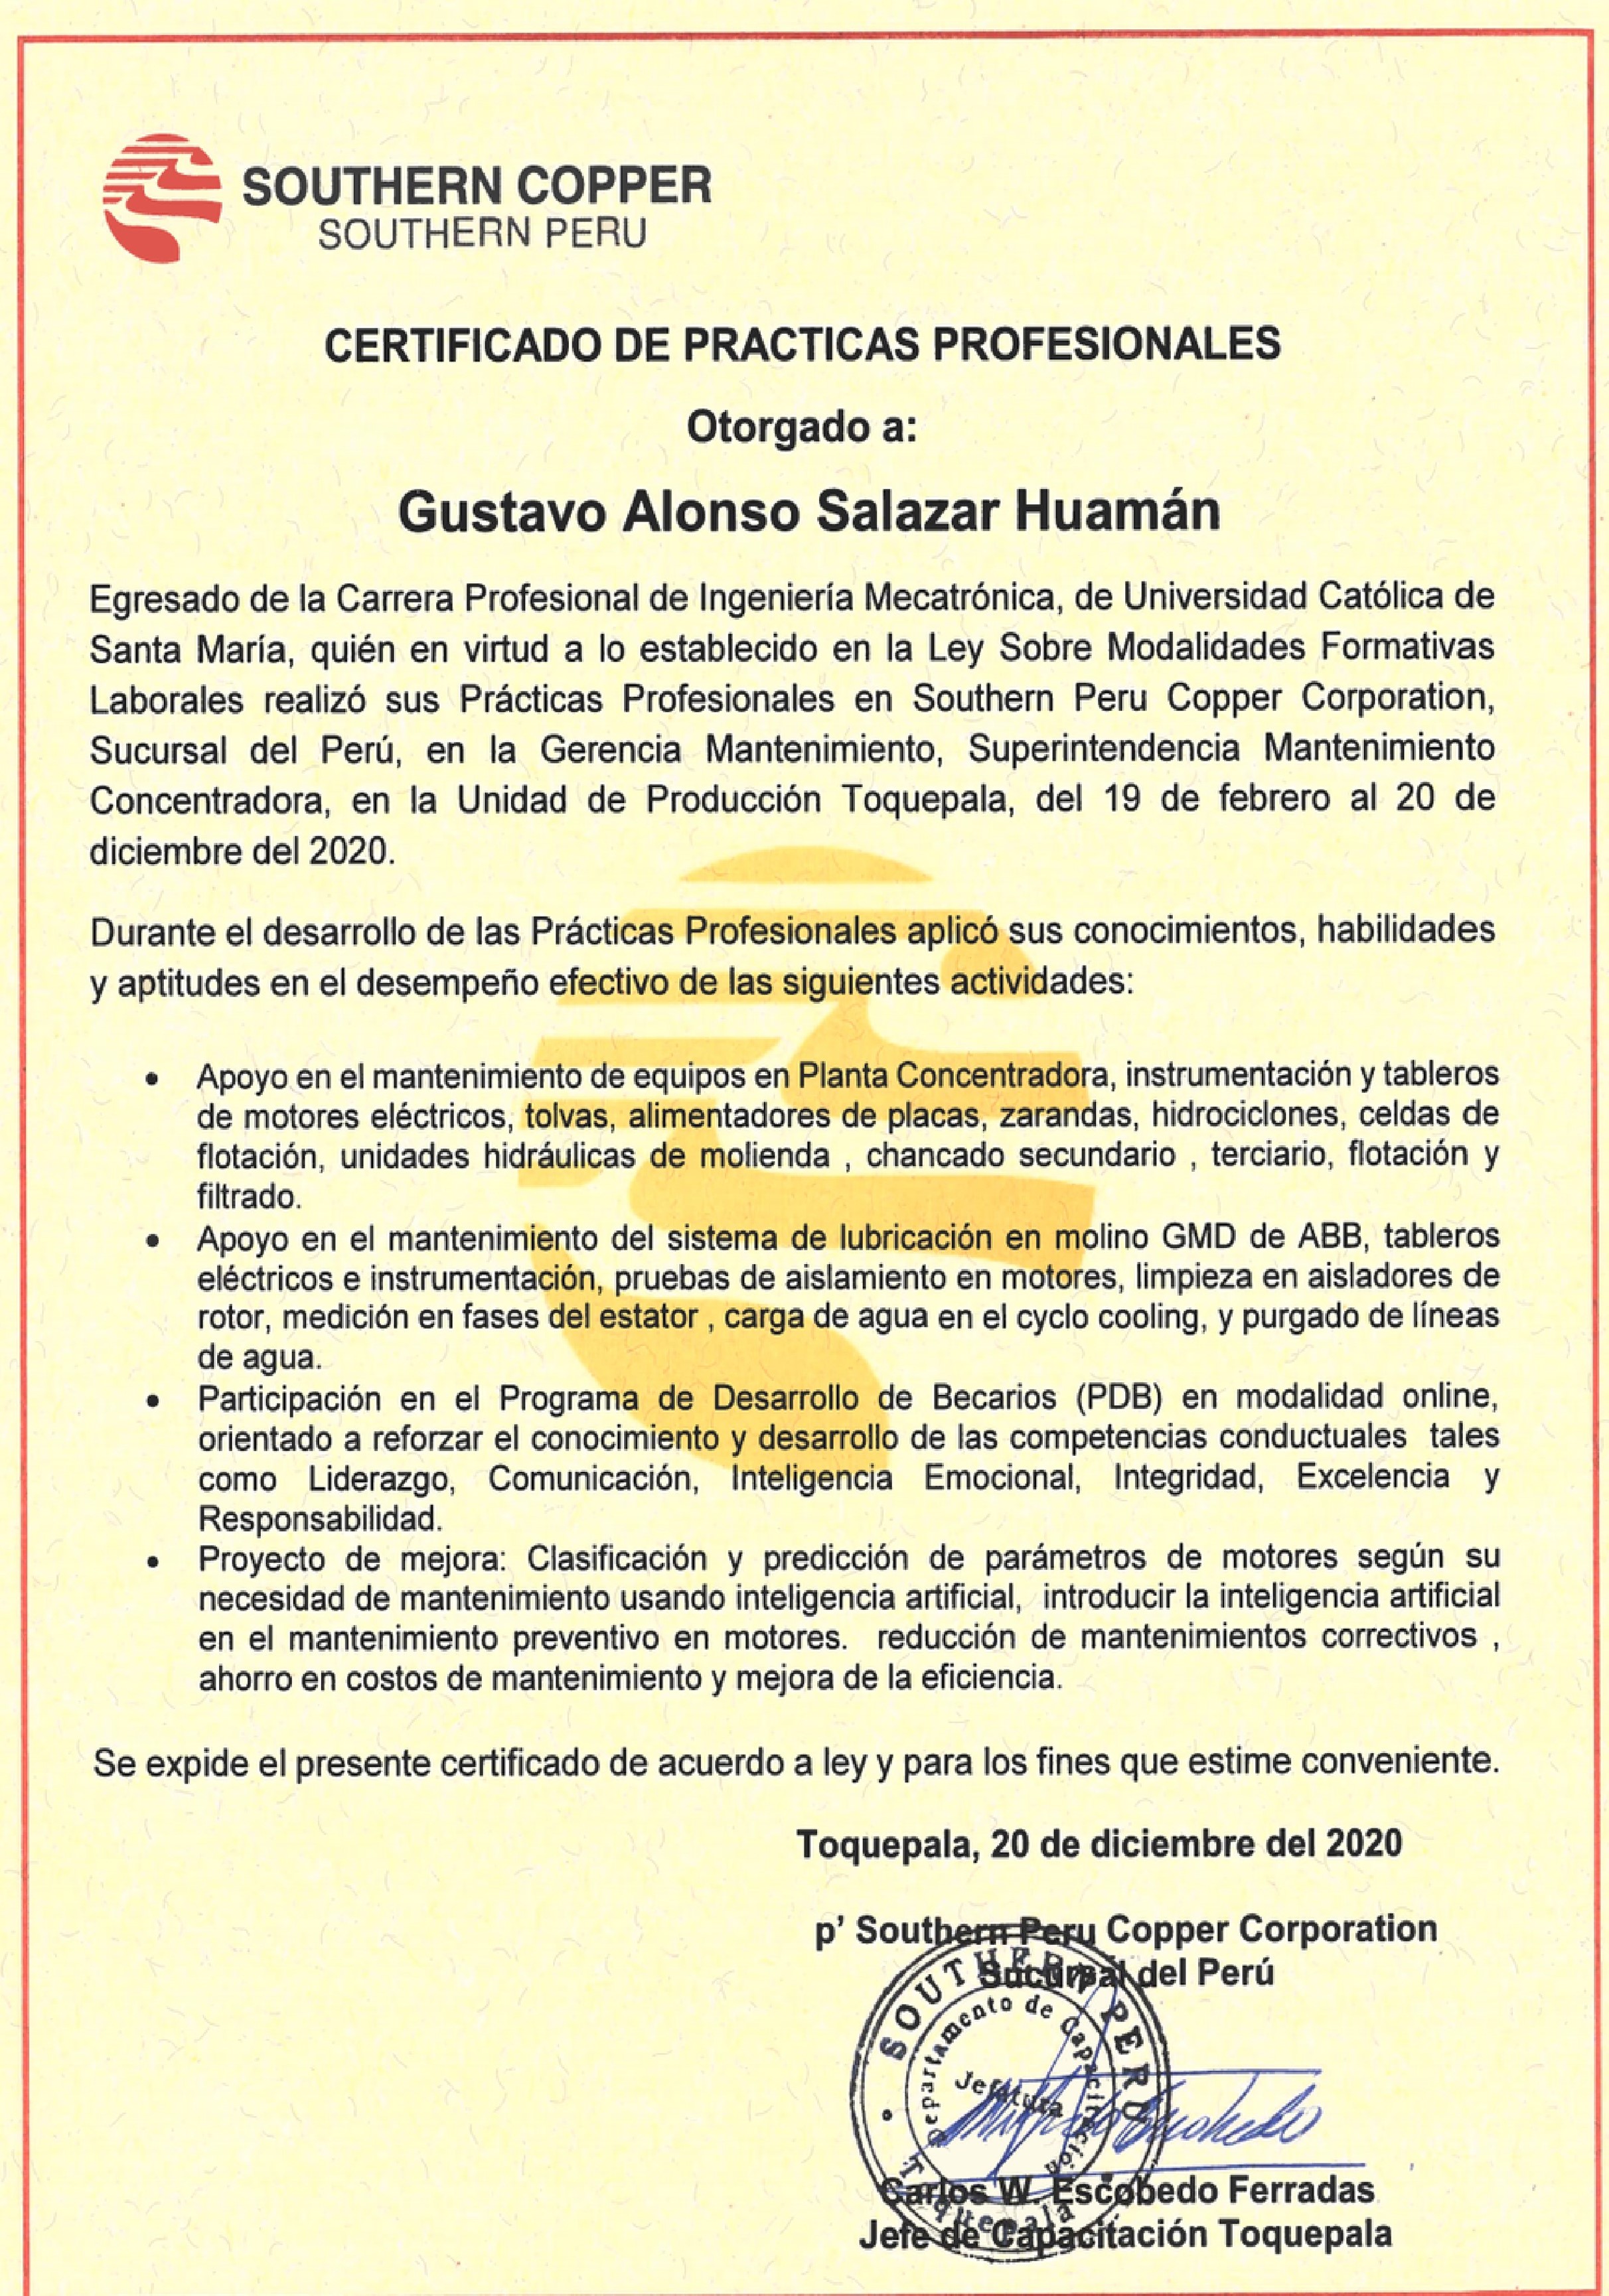 SOUTHERN COPPER
SOUTHERN PERU
CERTIFICADO DE PRACTICAS PROFESIONALES
Otorgado a:
Gustavo Alonso Salazar Huamán
Egresado de la Carrera Profesional de Ingeniería Mecatrónica, de Universidad Católica de
Santa María, quién en virtud a lo establecido en la Ley Sobre Modalidades Formativas
Laborales realizó sus Prácticas Profesionales en Southern Peru Copper Corporation,
Sucursal del Perú, en la Gerencia Mantenimiento, Superintendencia Mantenimiento
Concentradora, en la Unidad de Producción Toquepala, del 19 de febrero al 20 de
diciembre del 2020.
Durante el desarrollo de las Prácticas Profesionales aplicó sus conocimientos, habilidades
y aptitudes en el desempeño efectivo de las siguientes actividades:
• Apoyo en el mantenimiento de equipos en Planta Concentradora, instrumentación y tableros
de motores eléctricos, tolvas, alimentadores de placas, zarandas, hidrociclones, celdas de
flotación, unidades hidráulicas de molienda , chancado secundario , terciario, flotación y
filtrado.
• Apoyo en el mantenimiento del sistema de lubricación en molino GMD de ABB, tableros
eléctricos e instrumentación, pruebas de aislamiento en motores, limpieza en aisladores de
rotor, medición en fases del estator , carga de agua en el cyclo cooling, y purgado de líneas
de agua.
• Participación en el Programa de Desarrollo de Becarios (PDB) en modalidad online,
orientado a reforzar el conocimiento y desarrollo de las competencias conductuales tales
como Liderazgo, Comunicación, Inteligencia Emocional, Integridad, Excelencia y
Responsabilidad.
• Proyecto de mejora: Clasificación y predicción de parámetros de motores según su
necesidad de mantenimiento usando inteligencia artificial, introducir la inteligencia artificial
en el mantenimiento preventivo en motores. reducción de mantenimientos correctivos ,
ahorro en costos de mantenimiento y mejora de la eficiencia.
Se expide el presente certificado de acuerdo a ley y para los fines que estime conveniente.
Toquepala, 20 de diciembre del 2020
p' Southern Peru Copper Corporation
Sucursal del Perú
SOUTHERN PERU
Departamento de Capacitación
Jefatura
Toquepala
Carlos W. Escobedo Ferradas
Jefe de Capacitación Toquepala